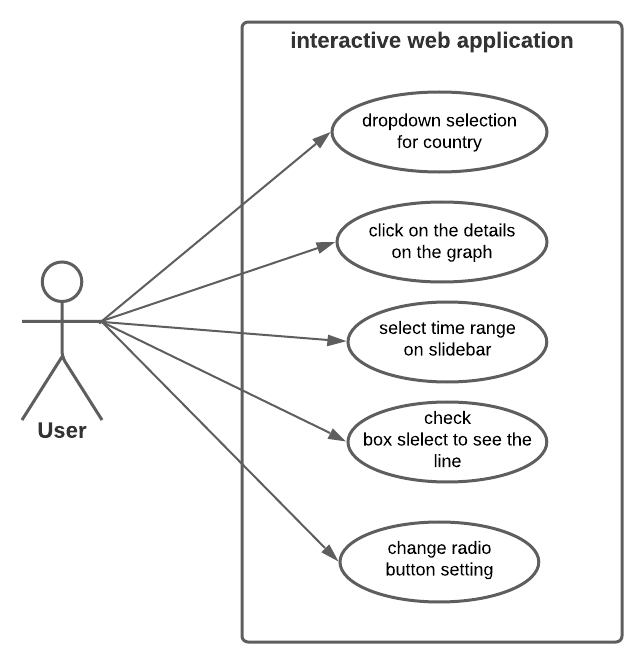 interactive web application
dropdown selection
for country
click on the details
on the graph
select time range
on slidebar
check
box slelect to see the
line
change radio
button setting
User